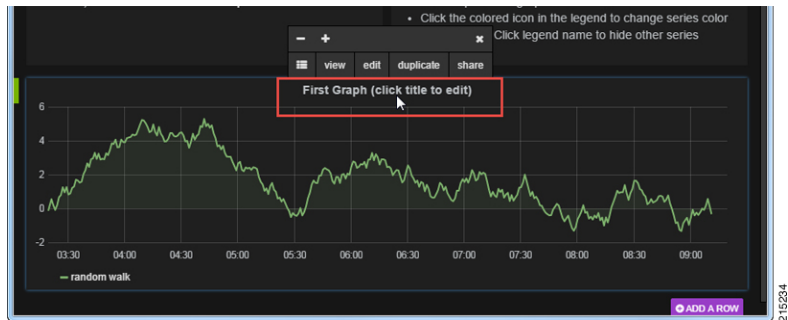 • Click the colored icon in the legend to change series color
Click legend name to hide other series
view edit duplicate share
First Graph (click title to edit)
6
4
2
0
-2
03:30 04:00 04:30 05:00 05:30 06:00 06:30 07:00 07:30 08:00 08:30 09:00
random walk
ADD A ROW
215234